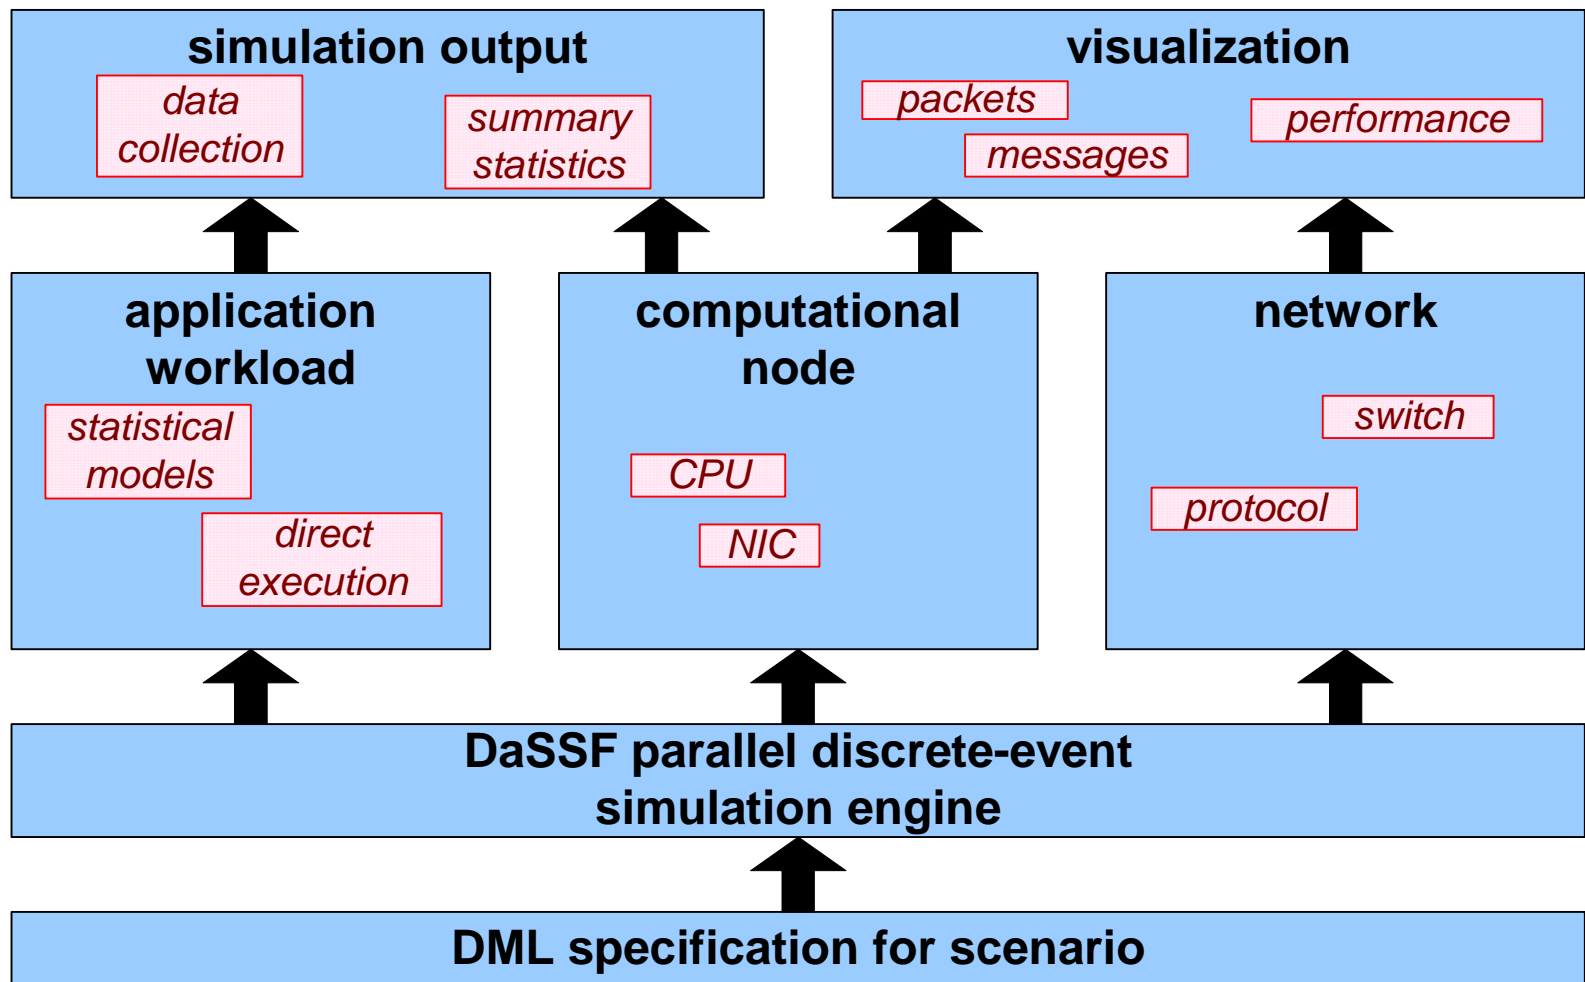 simulation output
data
collection
summary
statistics
visualization
packets
messages
performance
application
workload
statistical
models
direct
execution
computational
node
CPU
NIC
network
switch
protocol
DaSSF parallel discrete-event
simulation engine
DML specification for scenario